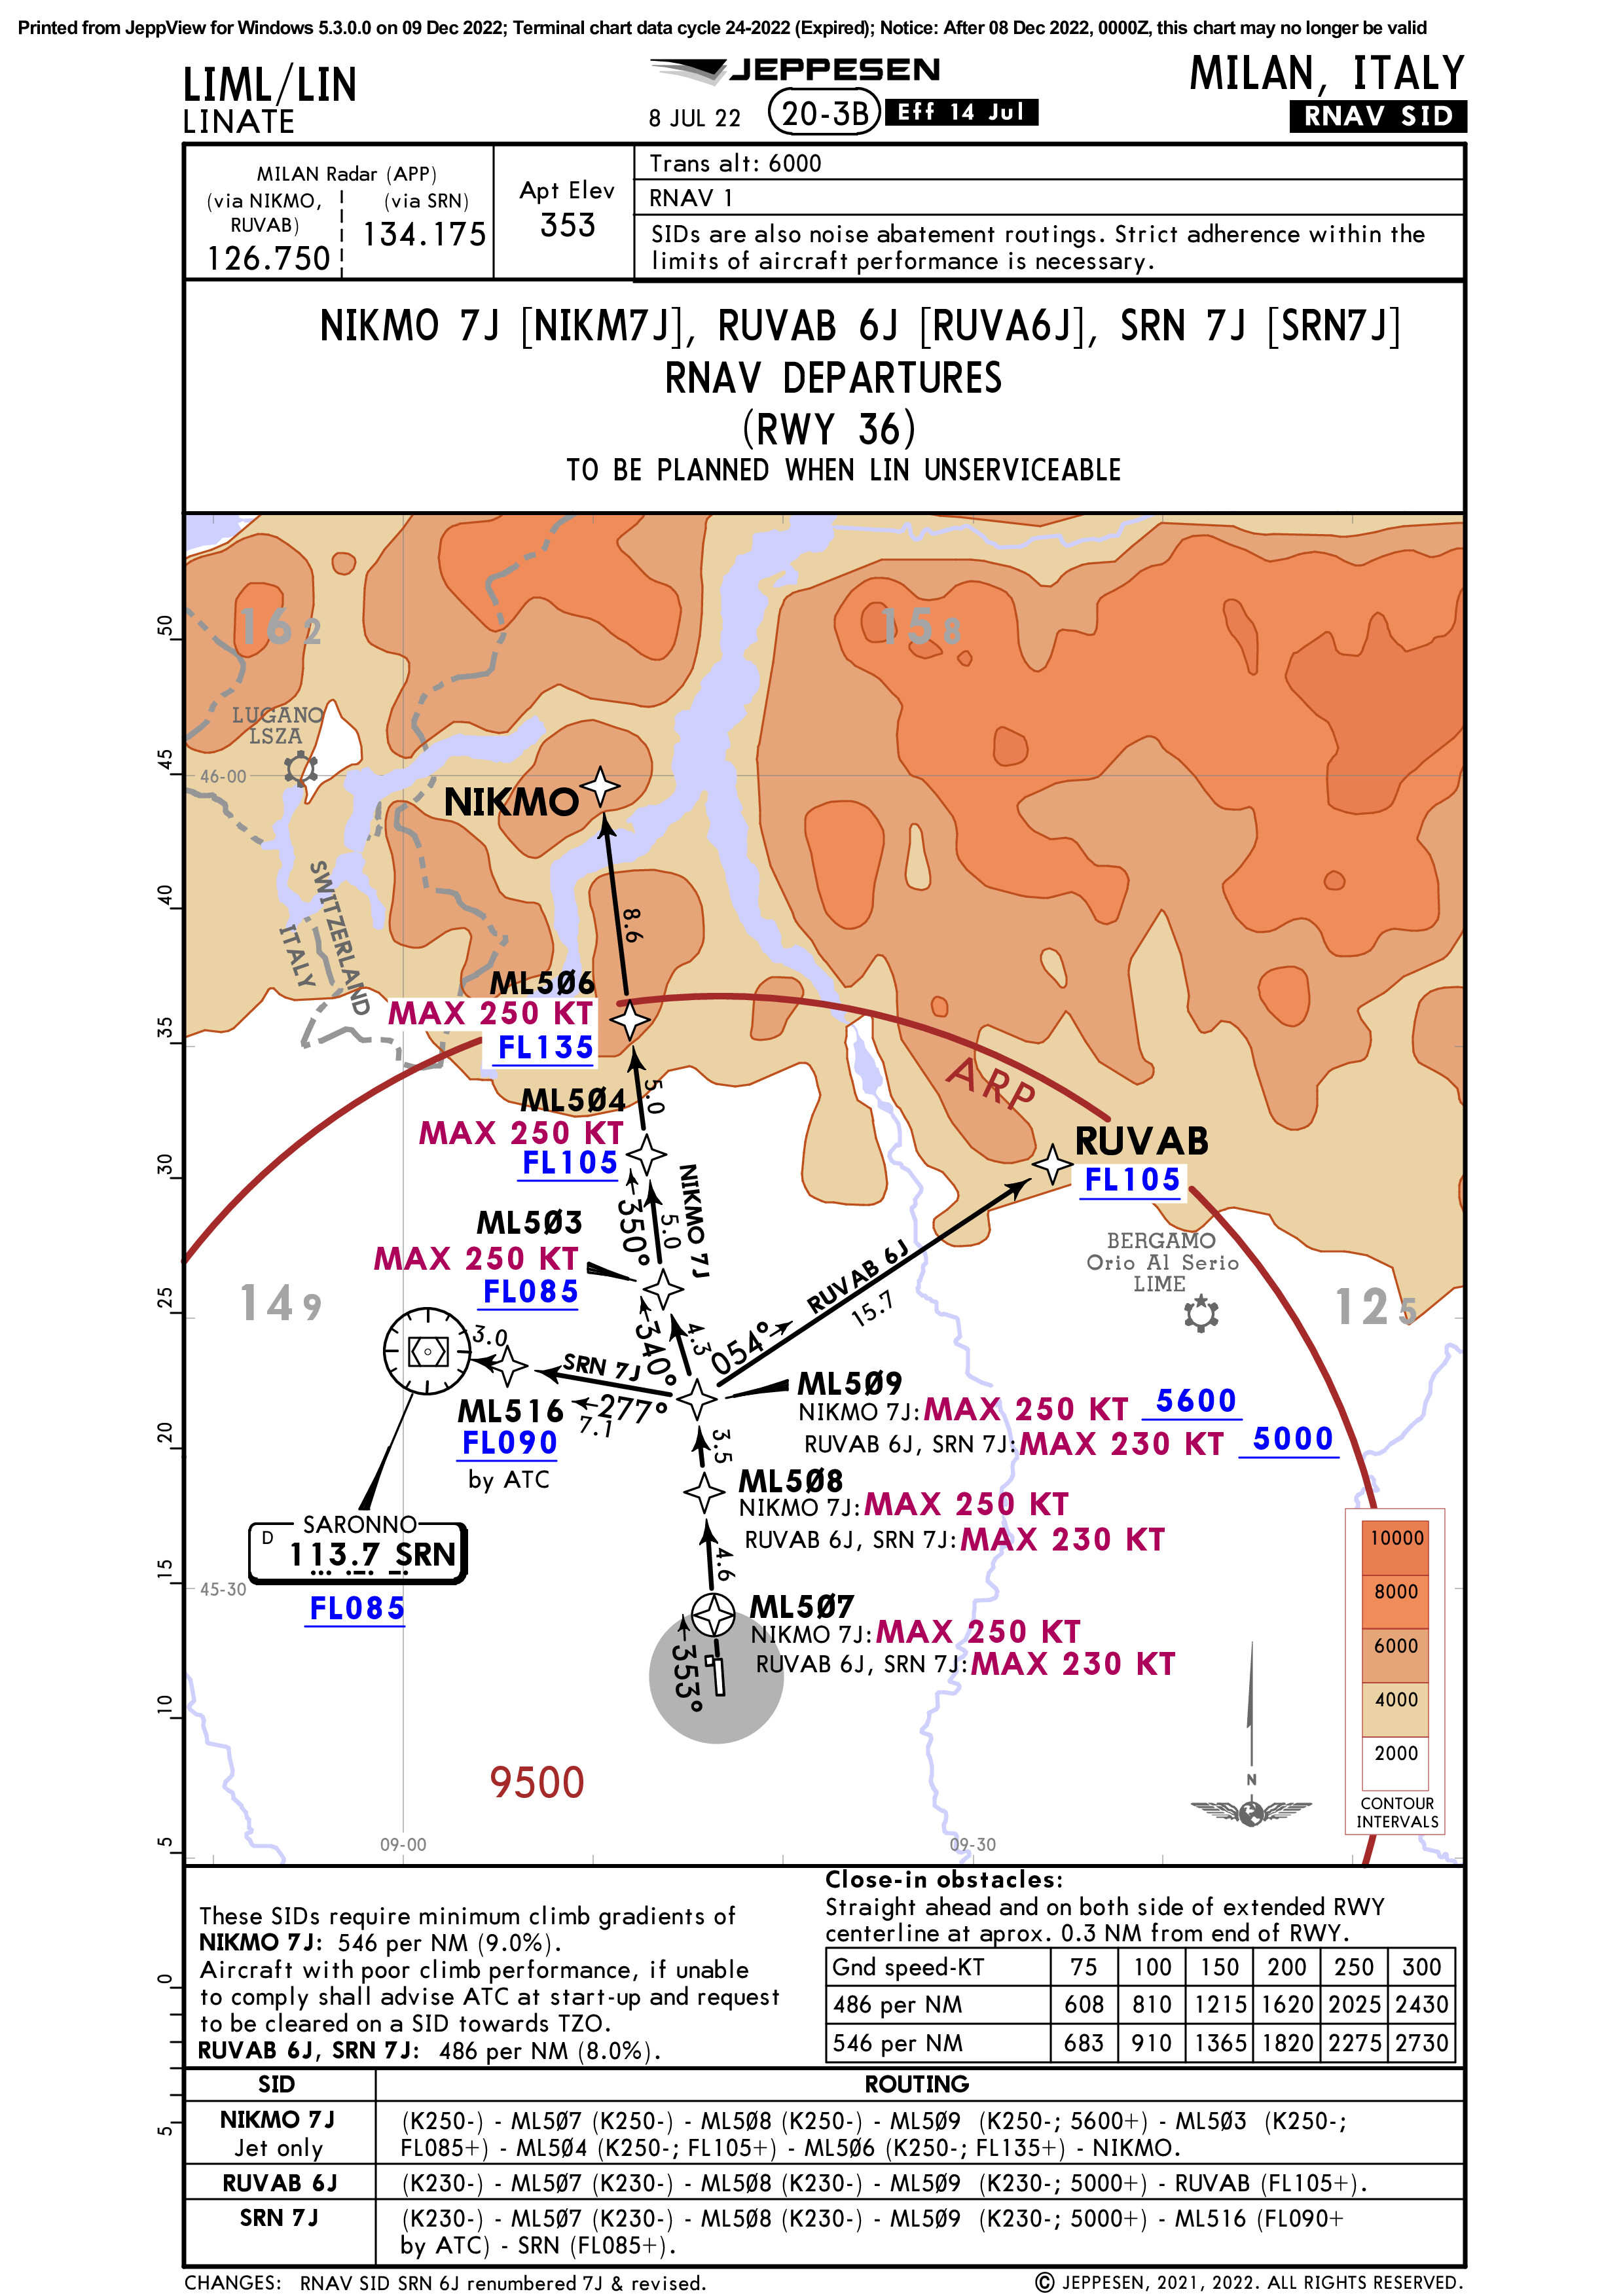 Printed from JeppView for Windows 5.3.0.0 on 09 Dec 2022; Terminal chart data cycle 24-2022 (Expired); Notice: After 08 Dec 2022, 0000Z, this chart may no longer be valid
LIML/LIN
LINATE
JEPPESEN
8 JUL 22
20-3B
Eff 14 Jul
MILAN, ITALY
RNAV SID
MILAN Radar (APP)
(via NIKMO,
RUVAB)
126.750
(via SRN)
134.175
Apt Elev
353
Trans alt: 6000
RNAV 1
SIDs are also noise abatement routings. Strict adherence within the
limits of aircraft performance is necessary.
NIKMO 7J [NIKM7J], RUVAB 6J [RUVA6J], SRN 7J [SRN7J]
RNAV DEPARTURES
(RWY 36)
TO BE PLANNED WHEN LIN UNSERVICEABLE
50
45
40
35
30
25
20
15
10
5
0
5
162
158
LUGANO
LSZA
46-00
NIKMO
SWITZERLAND
ITALY
8.6
ML5Ø6
MAX 250 KT
FL135
ARP
5.0
ML5Ø4
MAX 250 KT
FL105
RUVAB
FL105
NIKMO 7J
350°
5.0
ML5Ø3
MAX 250 KT
FL085
BERGAMO
Orio Al Serio
LIME
149
125
RUVAB 6J
15.7
054°
340°
4.3
3.0
SRN 7J
277°
7.1
ML516
FL090
by ATC
ML5Ø9
NIKMO 7J: MAX 250 KT 5600
RUVAB 6J, SRN 7J: MAX 230 KT 5000
3.5
ML5Ø8
NIKMO 7J: MAX 250 KT
RUVAB 6J, SRN 7J: MAX 230 KT
SARONNO
D 113.7 SRN
FL085
4.6
45-30
ML5Ø7
NIKMO 7J: MAX 250 KT
RUVAB 6J, SRN 7J: MAX 230 KT
353°
9500
N
10000
8000
6000
4000
2000
CONTOUR
INTERVALS
09-00
09-30
These SIDs require minimum climb gradients of
NIKMO 7J: 546 per NM (9.0%).
Aircraft with poor climb performance, if unable
to comply shall advise ATC at start-up and request
to be cleared on a SID towards TZO.
RUVAB 6J, SRN 7J: 486 per NM (8.0%).
Close-in obstacles:
Straight ahead and on both side of extended RWY
centerline at aprox. 0.3 NM from end of RWY.
Gnd speed-KT 75 100 150 200 250 300
486 per NM 608 810 1215 1620 2025 2430
546 per NM 683 910 1365 1820 2275 2730
SID ROUTING
NIKMO 7J
Jet only
(K250-) - ML5Ø7 (K250-) - ML5Ø8 (K250-) - ML5Ø9 (K250-; 5600+) - ML5Ø3 (K250-;
FL085+) - ML5Ø4 (K250-; FL105+) - ML5Ø6 (K250-; FL135+) - NIKMO.
RUVAB 6J (K230-) - ML5Ø7 (K230-) - ML5Ø8 (K230-) - ML5Ø9 (K230-; 5000+) - RUVAB (FL105+).
SRN 7J (K230-) - ML5Ø7 (K230-) - ML5Ø8 (K230-) - ML5Ø9 (K230-; 5000+) - ML516 (FL090+
by ATC) - SRN (FL085+).
CHANGES: RNAV SID SRN 6J renumbered 7J & revised.
© JEPPESEN, 2021, 2022. ALL RIGHTS RESERVED.